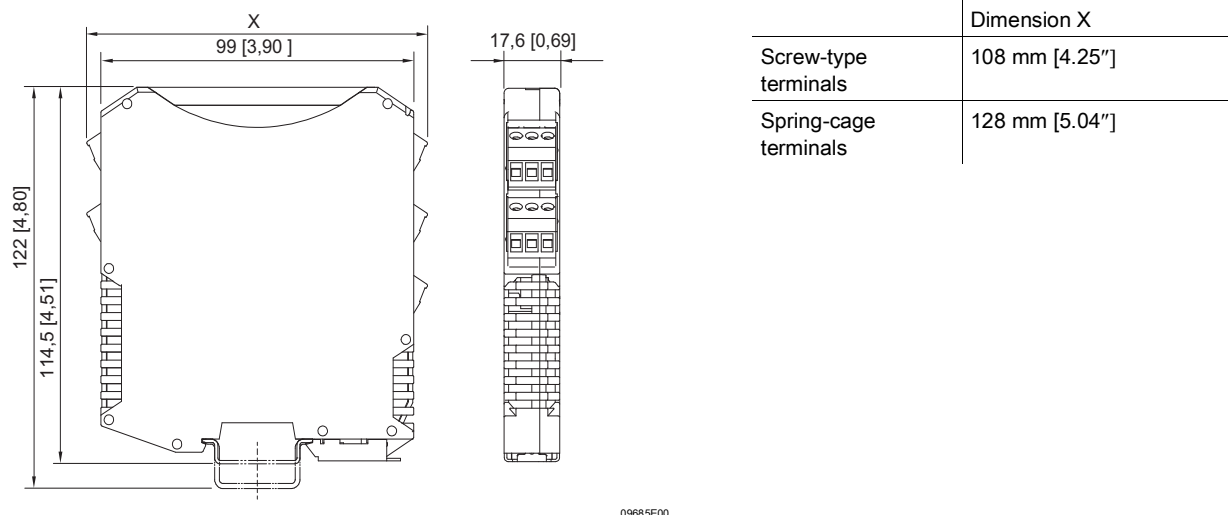 X
99 [3,90 ]
17,6 [0,69]
122 [4,80]
114,5 [4,51]
09685E00
Dimension X
Screw-type terminals
108 mm [4.25″]
Spring-cage terminals
128 mm [5.04″]